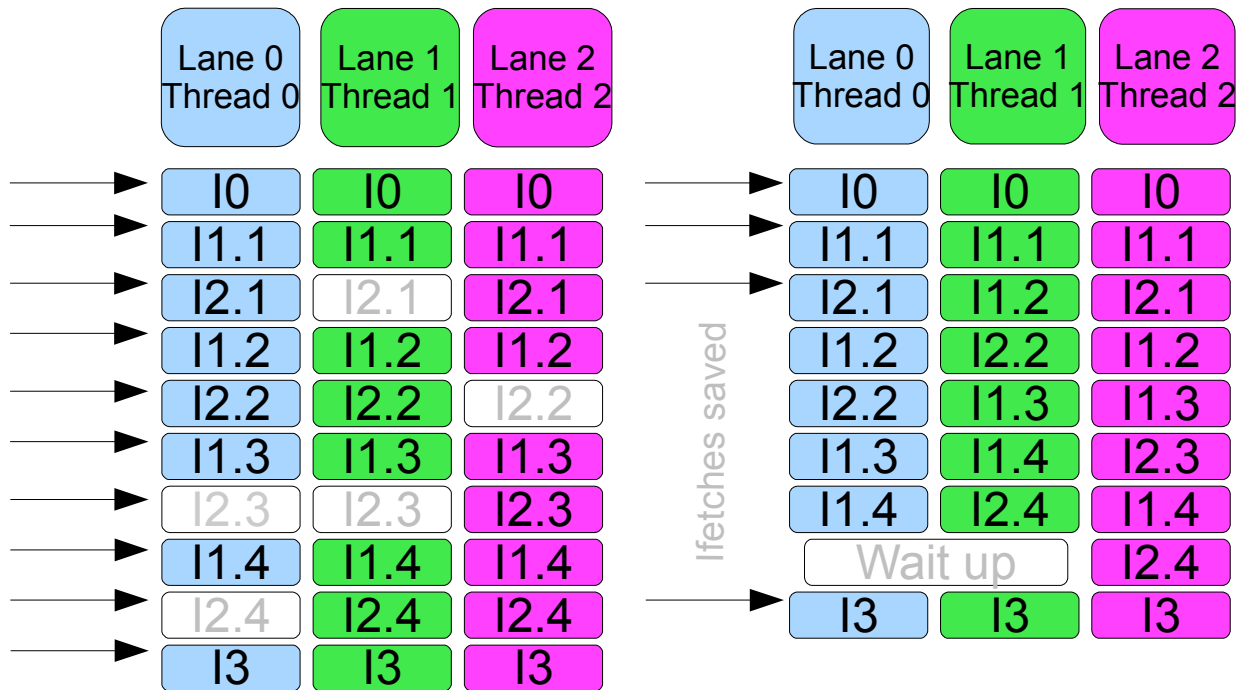 Lane 0
Thread 0
Lane 1
Thread 1
Lane 2
Thread 2
I0 I0 I0
I1.1 I1.1 I1.1
I2.1 I2.1 I2.1
I1.2 I1.2 I1.2
I2.2 I2.2 I2.2
I1.3 I1.3 I1.3
I2.3 I2.3 I2.3
I1.4 I1.4 I1.4
I2.4 I2.4 I2.4
I3 I3 I3
Lane 0
Thread 0
Lane 1
Thread 1
Lane 2
Thread 2
Ifetches saved
I0 I0 I0
I1.1 I1.1 I1.1
I2.1 I1.2 I2.1
I1.2 I2.2 I1.2
I2.2 I1.3 I1.3
I1.3 I1.4 I2.3
I1.4 I2.4 I1.4
Wait up I2.4
I3 I3 I3